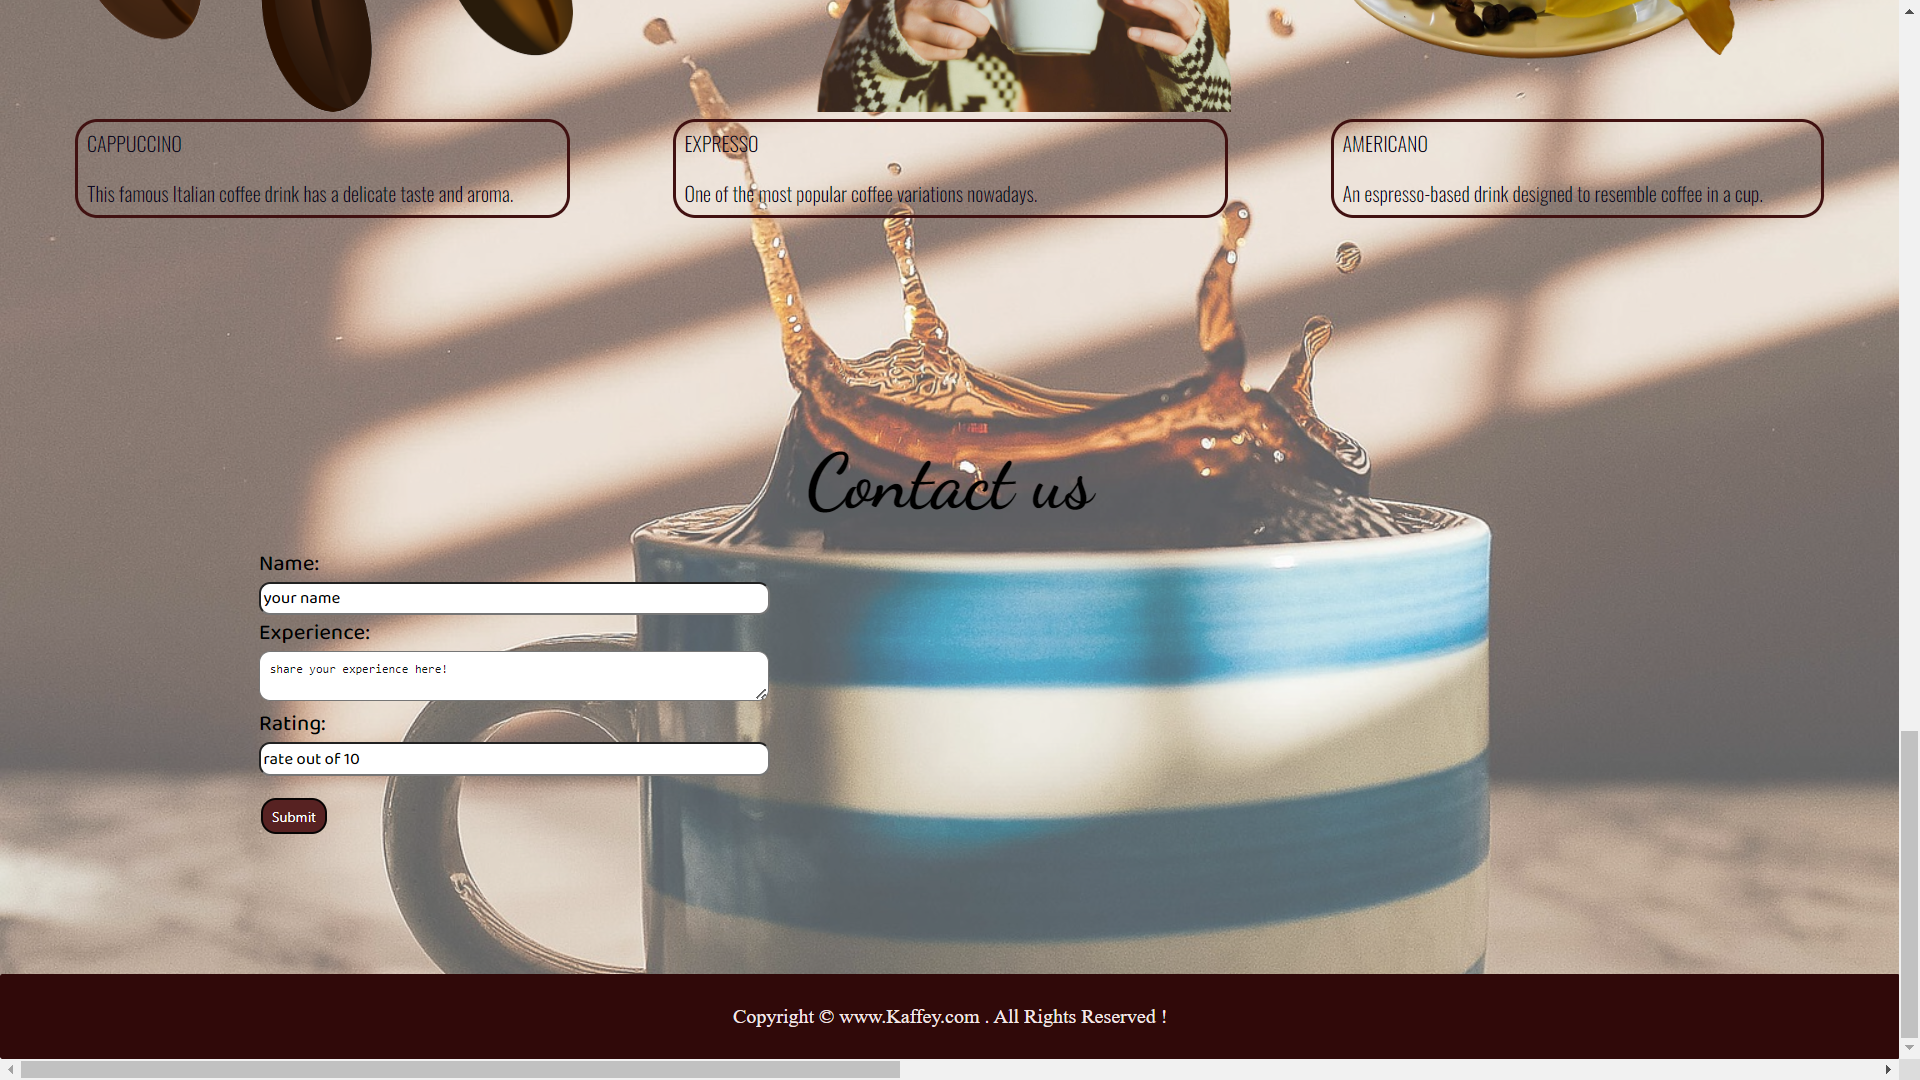 CAPPUCCINO
This famous Italian coffee drink has a delicate taste and aroma.
EXPRESSO
One of the most popular coffee variations nowadays.
AMERICANO
An espresso-based drink designed to resemble coffee in a cup.
Contact us
Name:
your name
Experience:
share your experience here!
Rating:
rate out of 10
Submit
Copyright © www.Kaffey.com . All Rights Reserved !